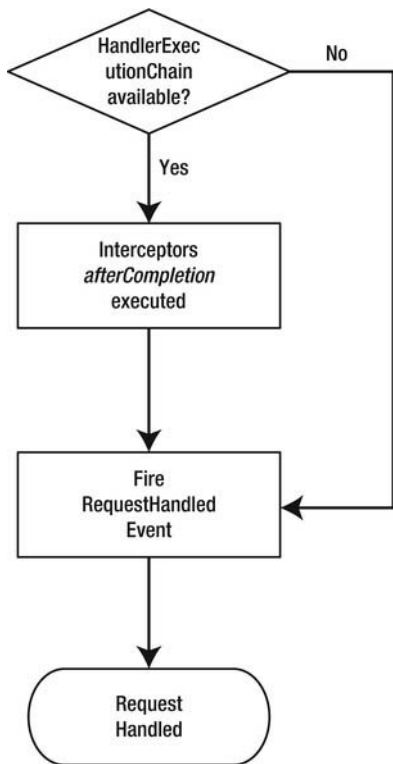 HandlerExec
utionChain
available?
No
Yes
Interceptors
afterCompletion
executed
Fire
RequestHandled
Event
Request
Handled